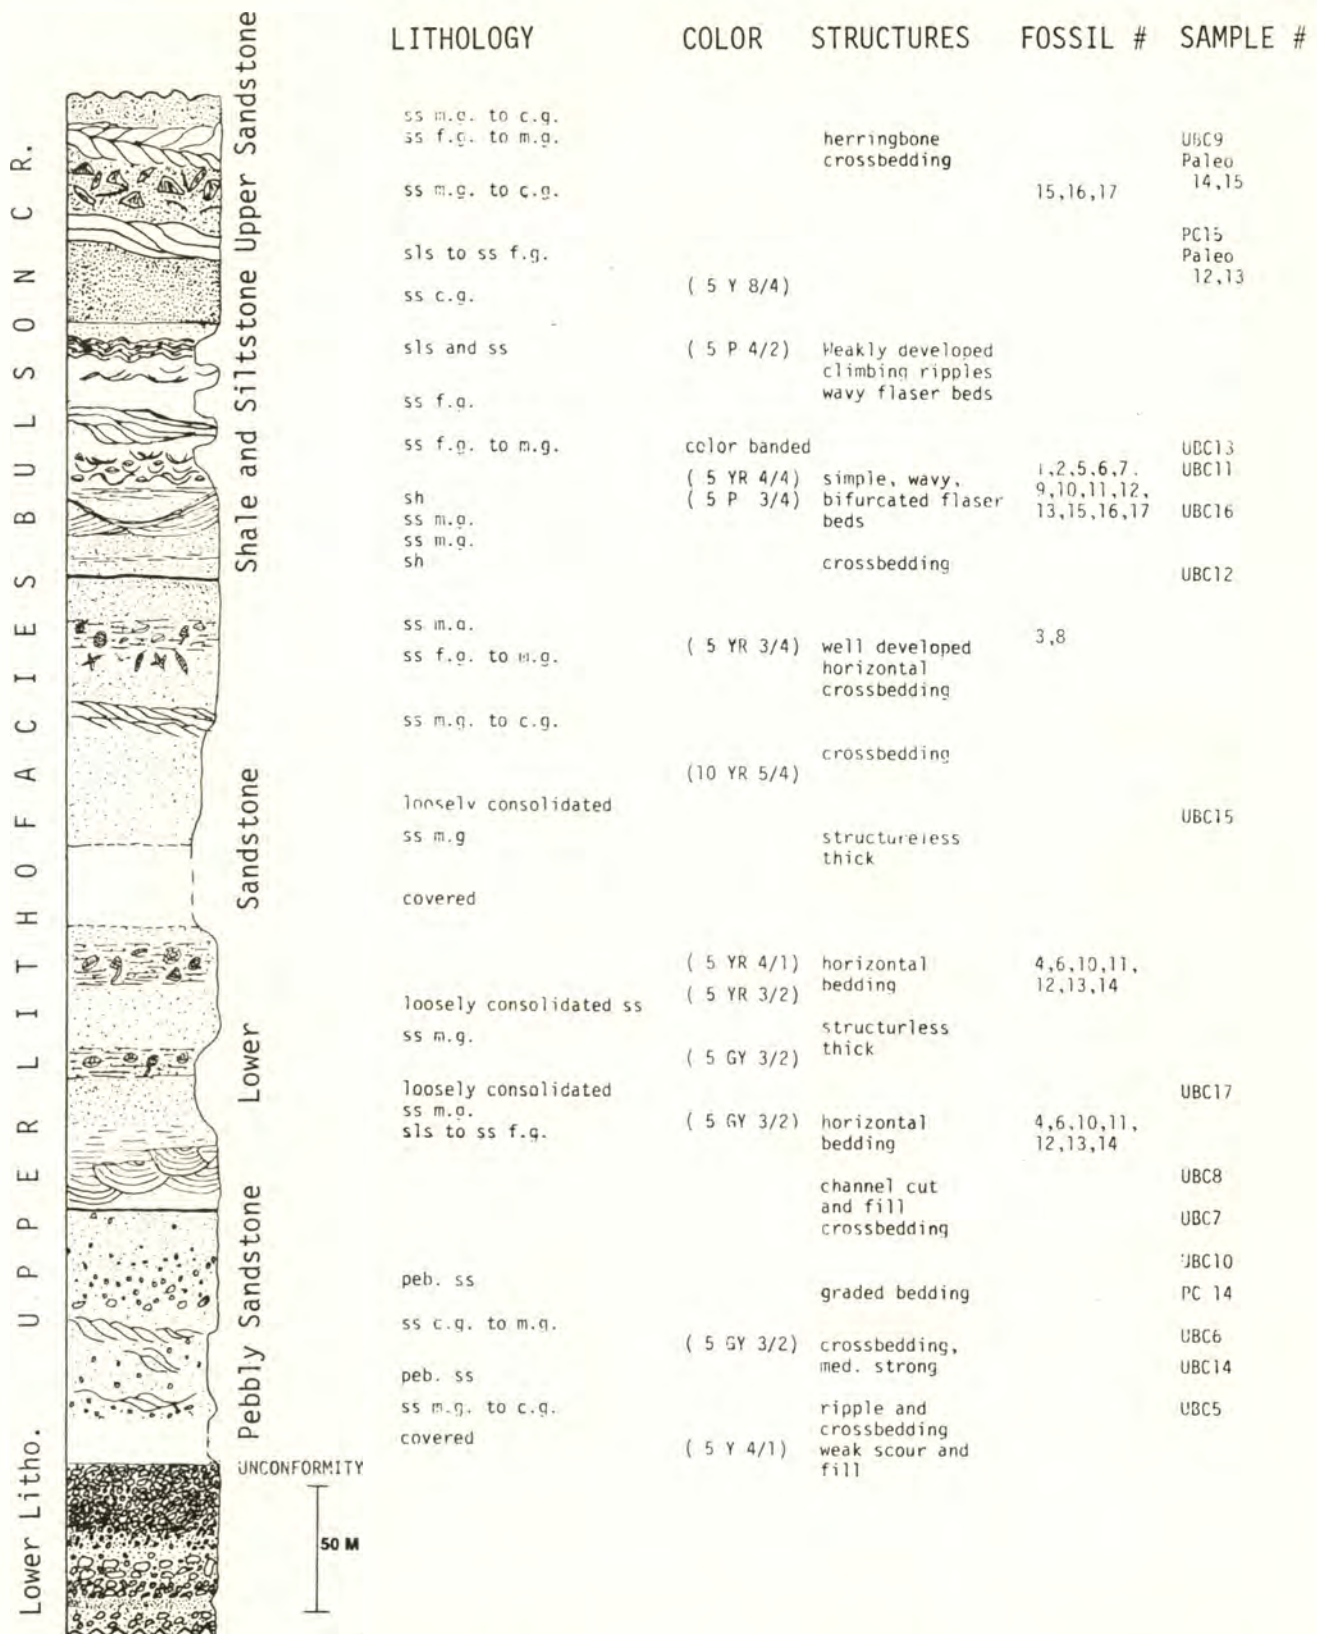 LITHOLOGY COLOR STRUCTURES FOSSIL # SAMPLE #
UPPER LITHOFACIES BULSON CR.
Lower Litho.
Upper Sandstone
Shale and Siltstone
Lower Sandstone
Pebbly Sandstone
UNCONFORMITY
50 M
ss m.g. to c.g.
ss f.g. to m.g. herringbone UBC9
crossbedding Paleo
ss m.g. to c.g. 15,16,17 14,15
PC15
sls to ss f.g. Paleo
12,13
ss c.g. ( 5 Y 8/4)
sls and ss ( 5 P 4/2) Weakly developed
climbing ripples
wavy flaser beds
ss f.g.
ss f.g. to m.g. color banded UBC13
( 5 YR 4/4) simple, wavy, 1,2,5,6,7. UBC11
sh ( 5 P 3/4) bifurcated flaser 9,10,11,12,
ss m.g. beds 13,15,16,17 UBC16
ss m.g.
sh crossbedding UBC12
ss m.g. 3,8
ss f.g. to m.g. ( 5 YR 3/4) well developed
horizontal
crossbedding
ss m.g. to c.g.
crossbedding
(10 YR 5/4)
loosely consolidated UBC15
ss m.g structureless
thick
covered
( 5 YR 4/1) horizontal 4,6,10,11,
( 5 YR 3/2) bedding 12,13,14
loosely consolidated ss
ss m.g. structurless
( 5 GY 3/2) thick
loosely consolidated UBC17
ss m.g.
sls to ss f.g. ( 5 GY 3/2) horizontal 4,6,10,11,
bedding 12,13,14
channel cut UBC8
and fill
crossbedding UBC7
UBC10
peb. ss graded bedding PC 14
ss c.g. to m.g. UBC6
( 5 GY 3/2) crossbedding,
peb. ss med. strong UBC14
ss m.g. to c.g. ripple and UBC5
covered crossbedding
( 5 Y 4/1) weak scour and
fill